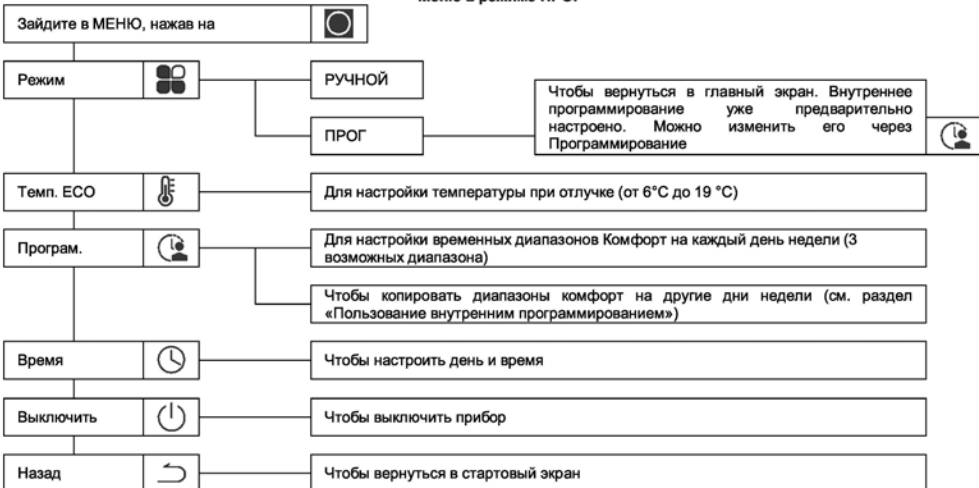 Зайдите в МЕНЮ, нажав на
Режим
РУЧНОЙ
ПРОГ
Чтобы вернуться в главный экран. Внутреннее
программирование уже предварительно
настроено. Можно изменить его через
Программирование
Темп. ECO
Для настройки температуры при отлучке (от 6°C до 19 °C)
Програм.
Для настройки временных диапазонов Комфорт на каждый день недели (3
возможных диапазона)
Чтобы копировать диапазоны комфорт на другие дни недели (см. раздел
«Пользование внутренним программированием»)
Время
Чтобы настроить день и время
Выключить
Чтобы выключить прибор
Назад
Чтобы вернуться в стартовый экран